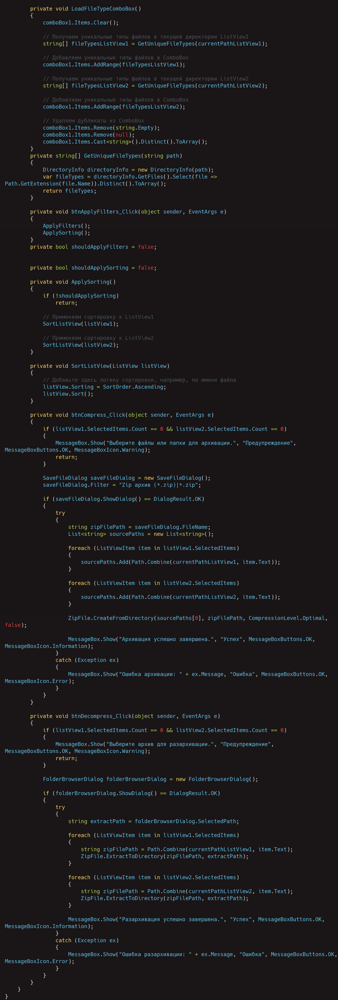 private void LoadFileTypeComboBox()
{
comboBox1.Items.Clear();
// Получаем уникальные типы файлов в текущей директории ListView1
string[] fileTypesListView1 = GetUniqueFileTypes(currentPathListView1);
// Добавляем уникальные типы файлов в ComboBox
comboBox1.Items.AddRange(fileTypesListView1);
// Получаем уникальные типы файлов в текущей директории ListView2
string[] fileTypesListView2 = GetUniqueFileTypes(currentPathListView2);
// Добавляем уникальные типы файлов в ComboBox
comboBox1.Items.AddRange(fileTypesListView2);
// Удаляем дубликаты из ComboBox
comboBox1.Items.Remove(string.Empty);
comboBox1.Items.Remove(null);
comboBox1.Items.Cast<string>().Distinct().ToArray();
}
private string[] GetUniqueFileTypes(string path)
{
DirectoryInfo directoryInfo = new DirectoryInfo(path);
var fileTypes = directoryInfo.GetFiles().Select(file =>
Path.GetExtension(file.Name)).Distinct().ToArray();
return fileTypes;
}
private void btnApplyFilters_Click(object sender, EventArgs e)
{
ApplyFilters();
ApplySorting();
}
private bool shouldApplyFilters = false;
private bool shouldApplySorting = false;
private void ApplySorting()
{
if (!shouldApplySorting)
return;
// Применяем сортировку к ListView1
SortListView(listView1);
// Применяем сортировку к ListView2
SortListView(listView2);
}
private void SortListView(ListView listView)
{
// Добавьте здесь логику сортировки, например, по имени файла
listView.Sorting = SortOrder.Ascending;
listView.Sort();
}
private void btnCompress_Click(object sender, EventArgs e)
{
if (listView1.SelectedItems.Count == 0 && listView2.SelectedItems.Count == 0)
{
MessageBox.Show("Выберите файлы или папки для архивации.", "Предупреждение",
MessageBoxButtons.OK, MessageBoxIcon.Warning);
return;
}
SaveFileDialog saveFileDialog = new SaveFileDialog();
saveFileDialog.Filter = "Zip архив (*.zip)|*.zip";
if (saveFileDialog.ShowDialog() == DialogResult.OK)
{
try
{
string zipFilePath = saveFileDialog.FileName;
List<string> sourcePaths = new List<string>();
foreach (ListViewItem item in listView1.SelectedItems)
{
sourcePaths.Add(Path.Combine(currentPathListView1, item.Text));
}
foreach (ListViewItem item in listView2.SelectedItems)
{
sourcePaths.Add(Path.Combine(currentPathListView2, item.Text));
}
ZipFile.CreateFromDirectory(sourcePaths[0], zipFilePath, CompressionLevel.Optimal,
false);
MessageBox.Show("Архивация успешно завершена.", "Успех", MessageBoxButtons.OK,
MessageBoxIcon.Information);
}
catch (Exception ex)
{
MessageBox.Show("Ошибка архивации: " + ex.Message, "Ошибка", MessageBoxButtons.OK,
MessageBoxIcon.Error);
}
}
}
private void btnDecompress_Click(object sender, EventArgs e)
{
if (listView1.SelectedItems.Count == 0 && listView2.SelectedItems.Count == 0)
{
MessageBox.Show("Выберите архив для разархивации.", "Предупреждение",
MessageBoxButtons.OK, MessageBoxIcon.Warning);
return;
}
FolderBrowserDialog folderBrowserDialog = new FolderBrowserDialog();
if (folderBrowserDialog.ShowDialog() == DialogResult.OK)
{
try
{
string extractPath = folderBrowserDialog.SelectedPath;
foreach (ListViewItem item in listView1.SelectedItems)
{
string zipFilePath = Path.Combine(currentPathListView1, item.Text);
ZipFile.ExtractToDirectory(zipFilePath, extractPath);
}
foreach (ListViewItem item in listView2.SelectedItems)
{
string zipFilePath = Path.Combine(currentPathListView2, item.Text);
ZipFile.ExtractToDirectory(zipFilePath, extractPath);
}
MessageBox.Show("Разархивация успешно завершена.", "Успех", MessageBoxButtons.OK,
MessageBoxIcon.Information);
}
catch (Exception ex)
{
MessageBox.Show("Ошибка разархивации: " + ex.Message, "Ошибка", MessageBoxButtons.OK,
MessageBoxIcon.Error);
}
}
}
}
}